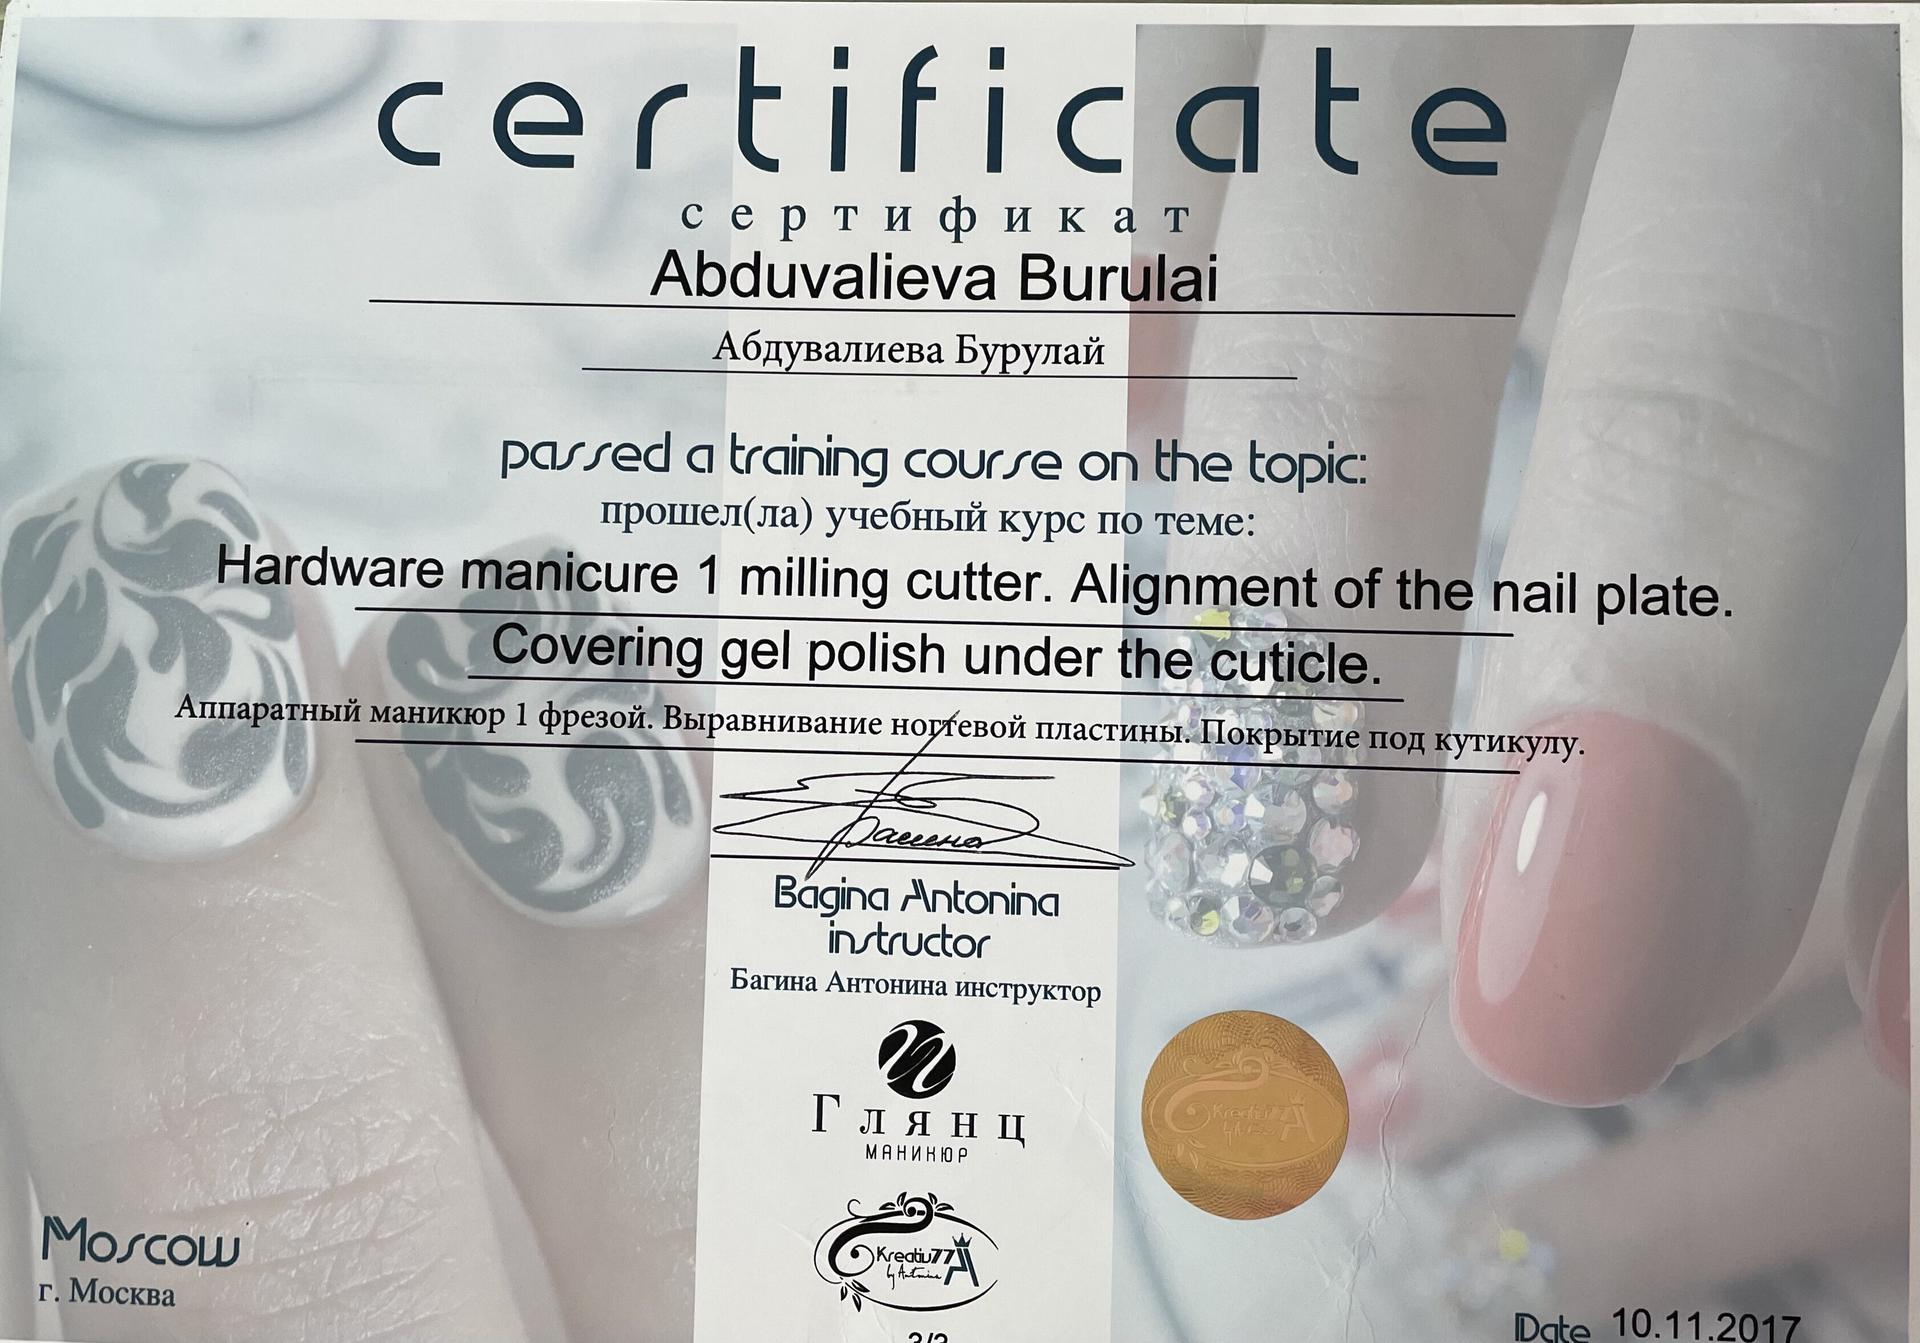 certificate
сертификат
Abduvalieva Burulai
Абдувалиева Бурулай
passed a training course on the topic:
прошел(ла) учебный курс по теме:
Hardware manicure 1 milling cutter. Alignment of the nail plate.
Covering gel polish under the cuticle.
Аппаратный маникюр 1 фрезой. Выравнивание ногтевой пластины. Покрытие под кутикулу.
Bagina Antonina
instructor
Багина Антонина инструктор
Глянц
МАНИКЮР
Kreativ77
by Antonina
Kreativ77
Moscow
г. Москва
Date 10.11.2017